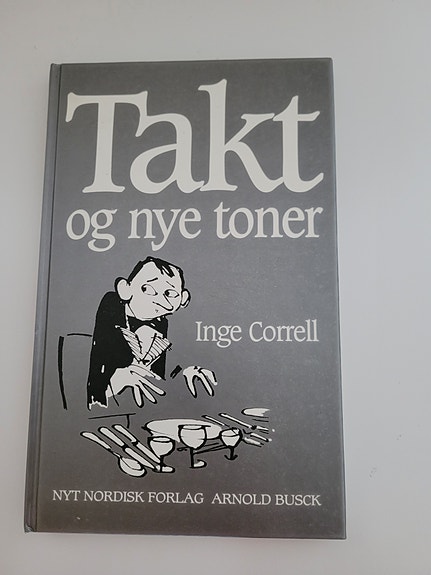 Takt
og nye toner
Inge Correll
NYT NORDISK FORLAG ARNOLD BUSCK